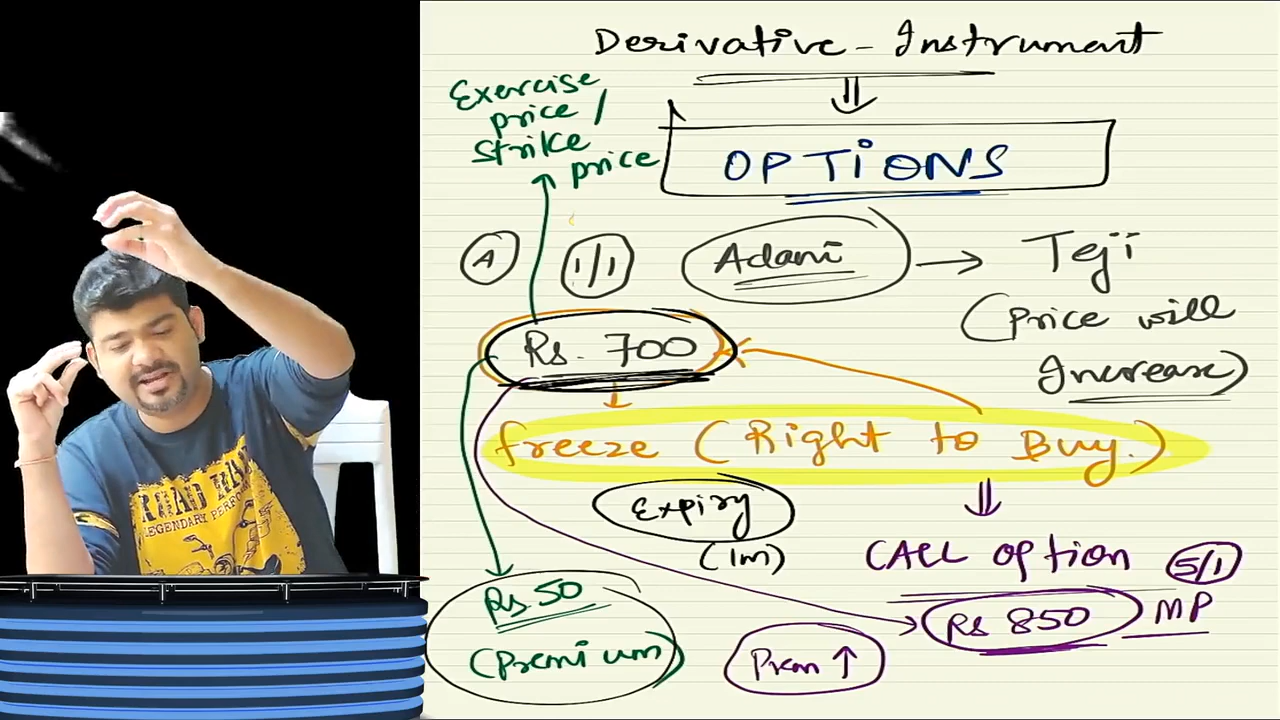 Derivative - Instrument
Exercise
price /
Strike
price
OPTIONS
A
1/1
Adani
Teji
(Price will
Increase)
Rs. 700
freeze (Right to Buy.)
Expiry
(1m)
CALL option
5/1
Rs 850
MP
Rs. 50
(Premium)
Prem ↑
ROAD
LEGENDARY